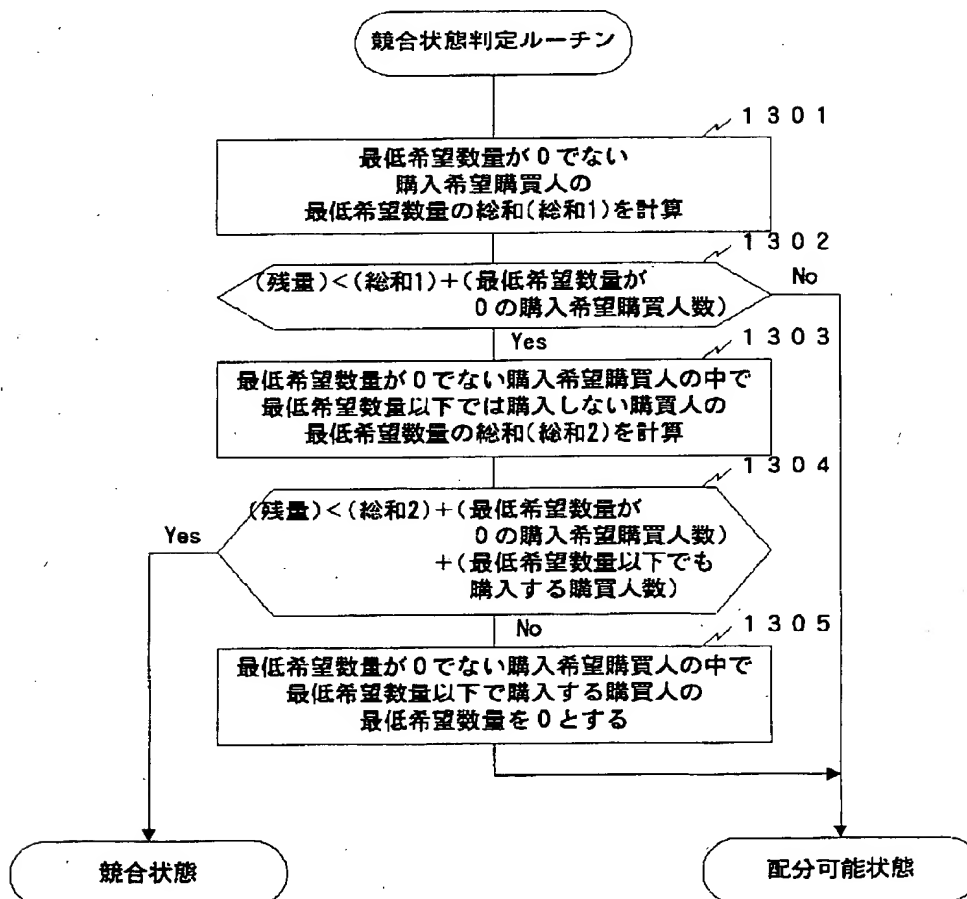 競合状態判定ルーチン
1301
最低希望数量が0でない
購入希望購買人の
最低希望数量の総和(総和1)を計算
1302
(残量)<(総和1)+(最低希望数量が
0の購入希望購買人数)
No
Yes
1303
最低希望数量が0でない購入希望購買人の中で
最低希望数量以下では購入しない購買人の
最低希望数量の総和(総和2)を計算
1304
(残量)<(総和2)+(最低希望数量が
0の購入希望購買人数)
+(最低希望数量以下でも
購入する購買人数)
Yes
No
1305
最低希望数量が0でない購入希望購買人の中で
最低希望数量以下で購入する購買人の
最低希望数量を0とする
競合状態
配分可能状態